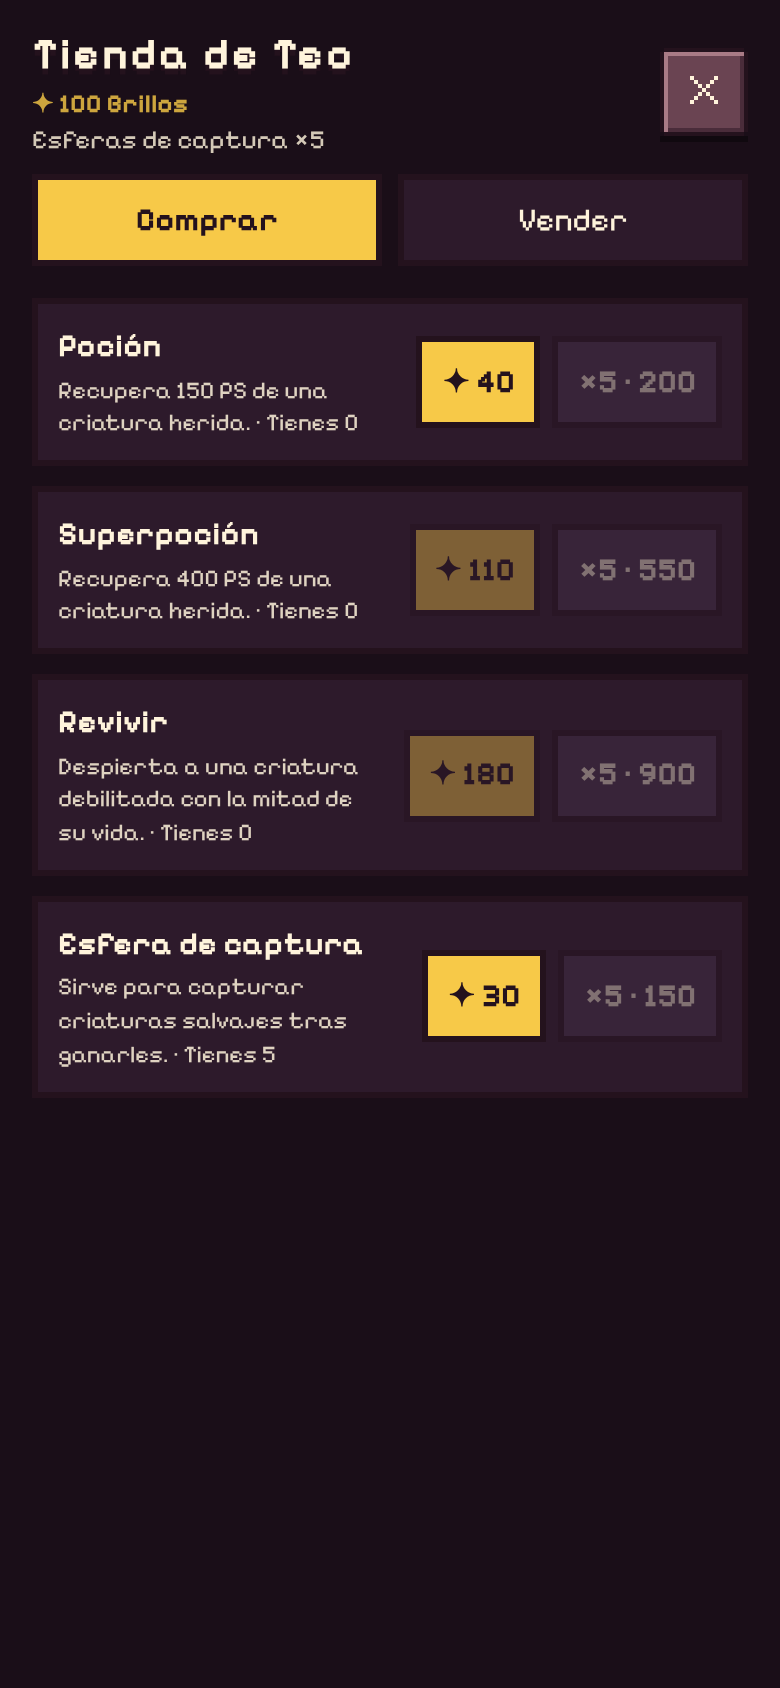 Tienda de Teo
✦ 100 Grillos
Esferas de captura ×5
Comprar
Vender
Poción
Recupera 150 PS de una
criatura herida. · Tienes 0
✦ 40
×5 · 200
Superpoción
Recupera 400 PS de una
criatura herida. · Tienes 0
✦ 110
×5 · 550
Revivir
Despierta a una criatura
debilitada con la mitad de
su vida. · Tienes 0
✦ 180
×5 · 900
Esfera de captura
Sirve para capturar
criaturas salvajes tras
ganarles. · Tienes 5
✦ 30
×5 · 150